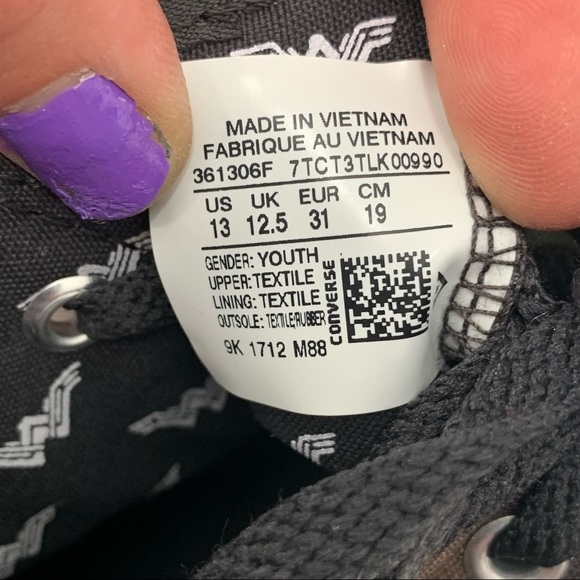 MADE IN VIETNAM
FABRIQUE AU VIETNAM
361306F 7TCT3TLK00990
US UK EUR CM
13 12.5 31 19
GENDER: YOUTH
UPPER: TEXTILE
LINING: TEXTILE
OUTSOLE: TEXTILE/RUBBER
CONVERSE
9K 1712 M88